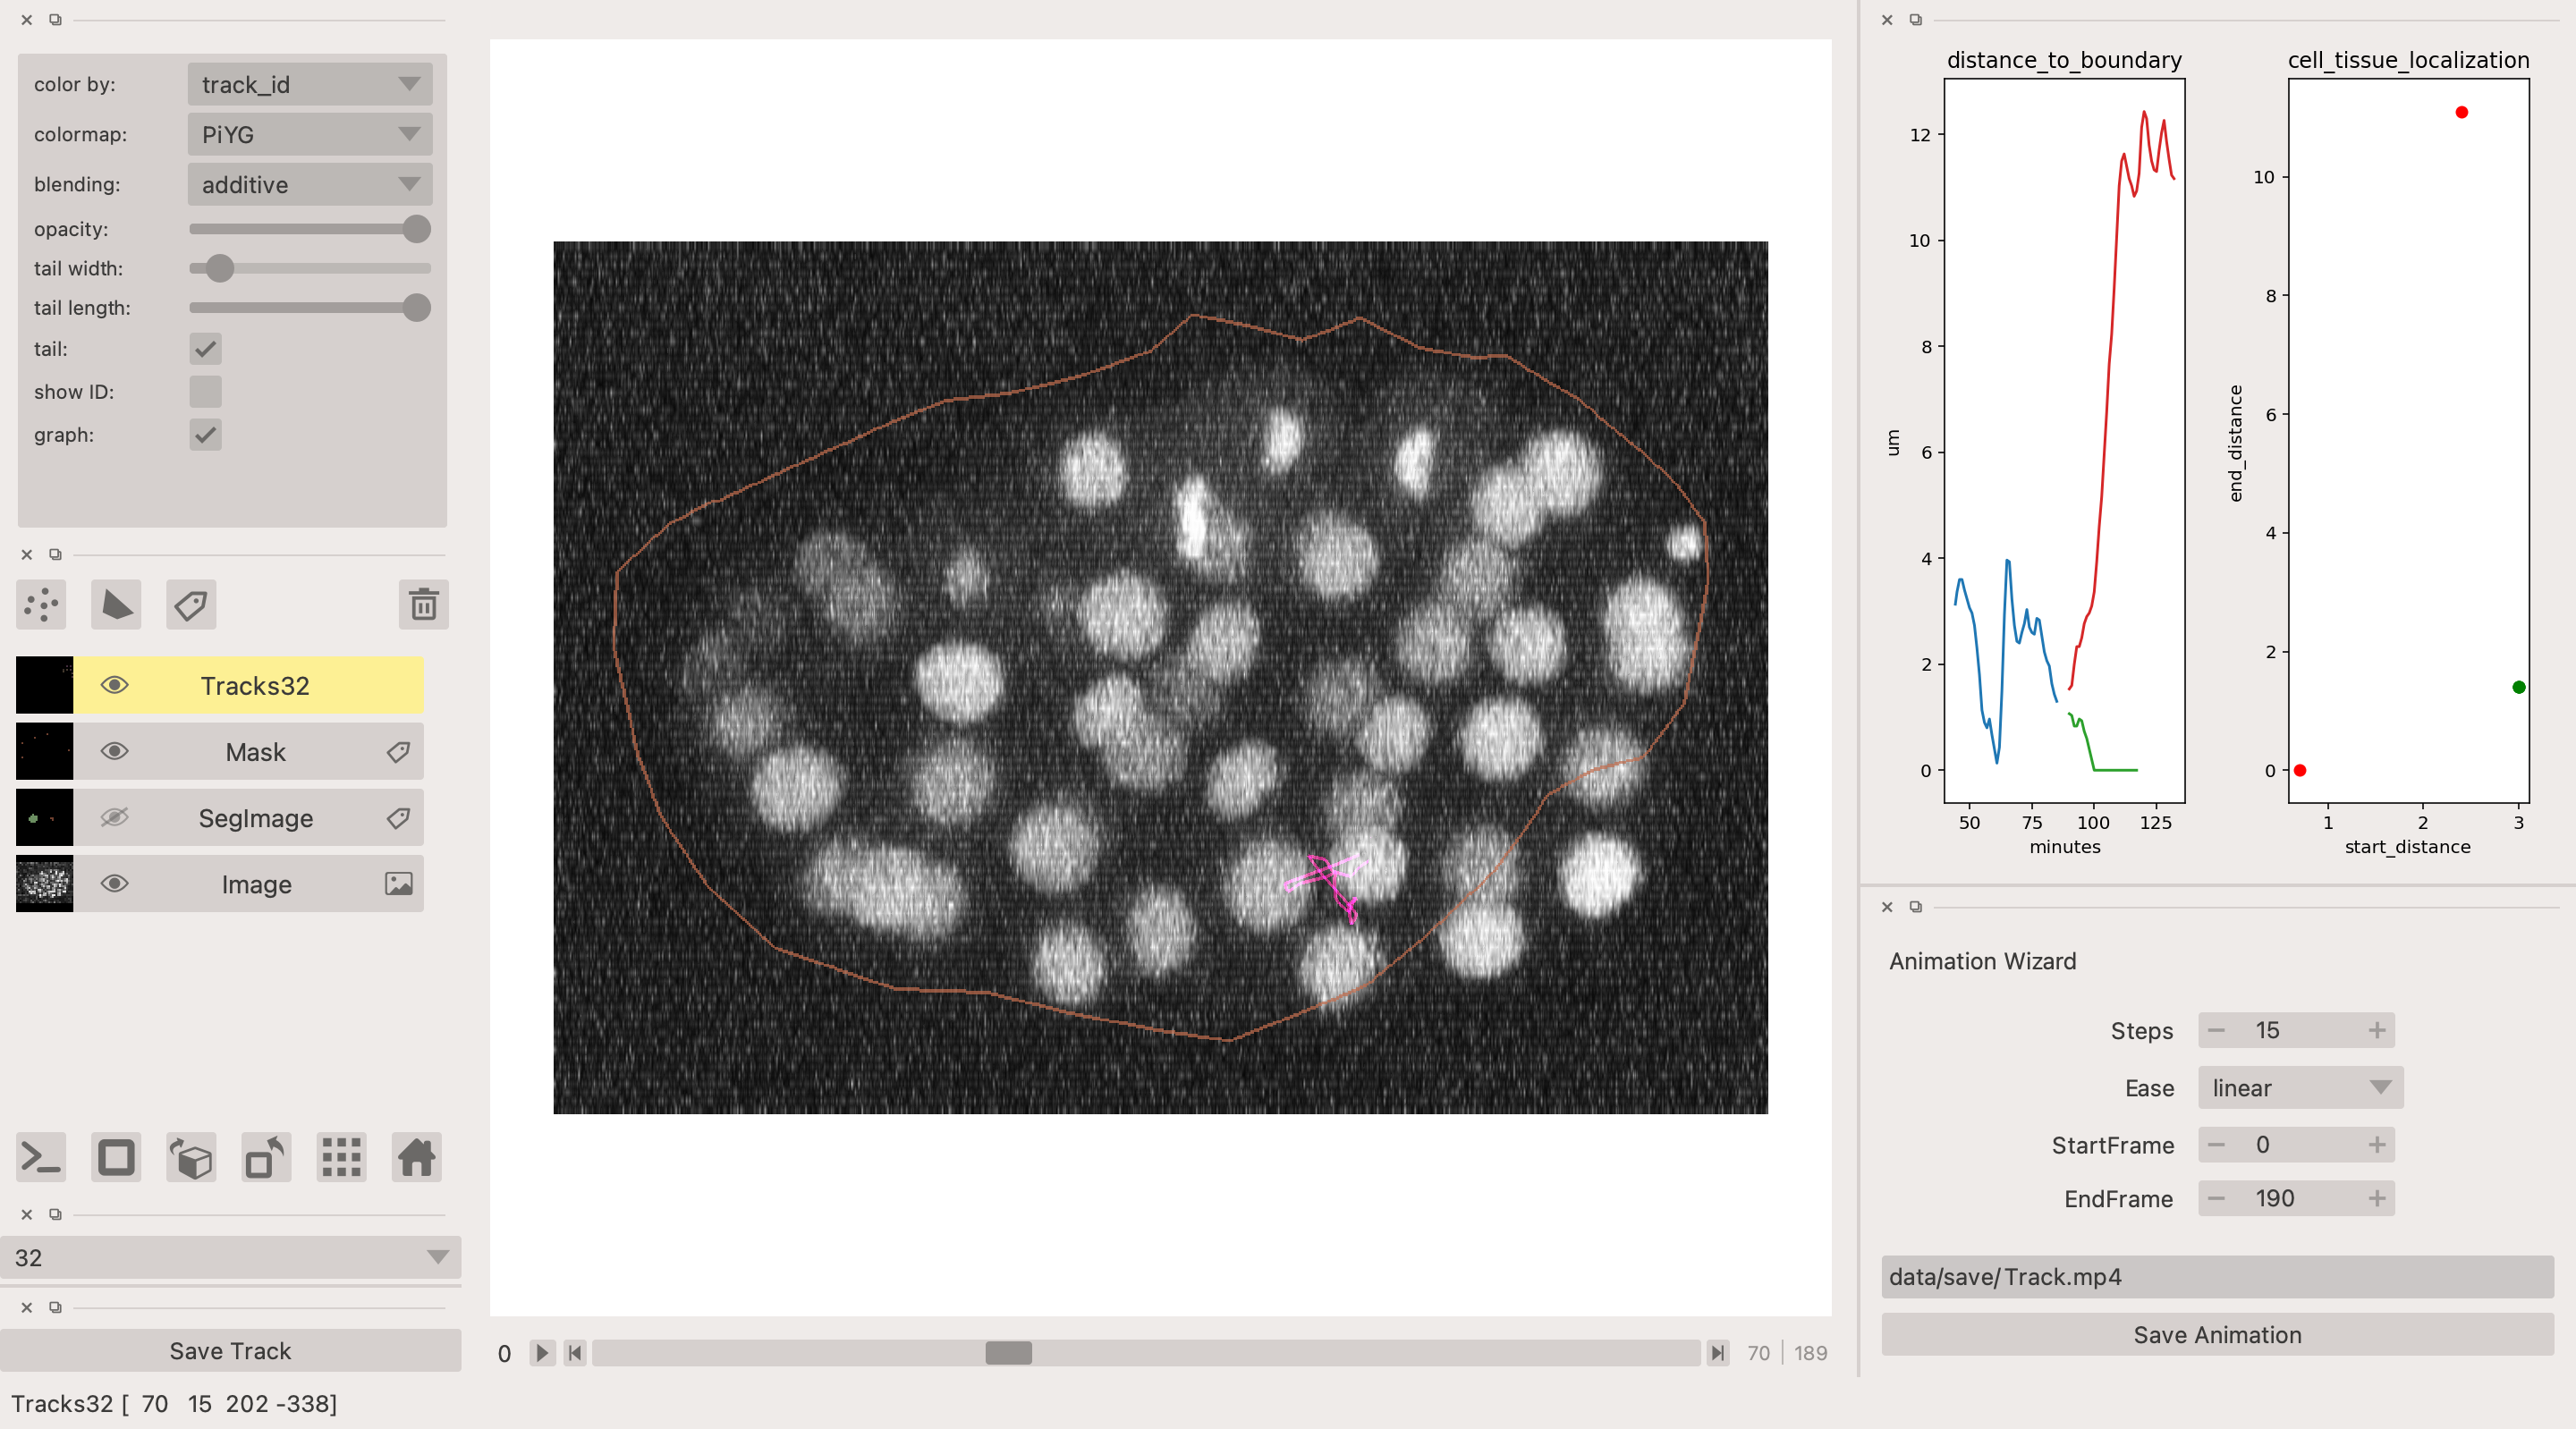 color by: track_id
colormap: PiYG
blending: additive
opacity:
tail width:
tail length:
tail:
show ID:
graph:
Tracks32
Mask
SegImage
Image
32
Save Track
Tracks32 [ 70 15 202 -338]
0
70 | 189
distance_to_boundary
12
10
8
6
4
2
0
um
50 75 100 125
minutes
cell_tissue_localization
10
8
6
4
2
0
end_distance
1 2 3
start_distance
Animation Wizard
Steps 15
Ease linear
StartFrame 0
EndFrame 190
data/save/Track.mp4
Save Animation